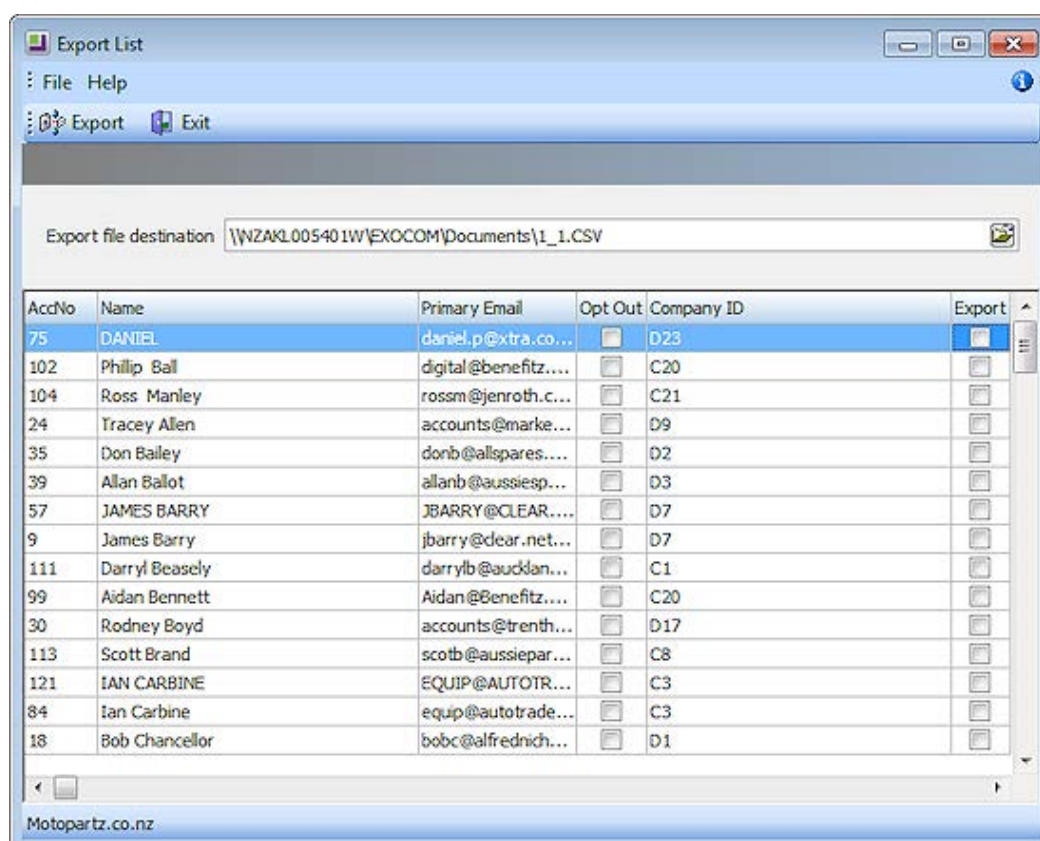 Export List
File Help
Export Exit
Export file destination \\NZAKL005401W\EXOCOM\Documents\1_1.CSV
AccNo Name Primary Email Opt Out Company ID Export
75 DANIEL daniel.p@xtra.co... D23
102 Phillip Ball digital@benefitz.... C20
104 Ross Manley rossm@jenroth.c... C21
24 Tracey Allen accounts@marke... D9
35 Don Bailey donb@allspares.... D2
39 Allan Ballot allanb@aussiesp... D3
57 JAMES BARRY JBARRY@CLEAR.... D7
9 James Barry jbarry@clear.net... D7
111 Darryl Beasely darrylb@aucklan... C1
99 Aidan Bennett Aidan@Benefitz.... C20
30 Rodney Boyd accounts@trenth... D17
113 Scott Brand scotb@aussiepar... C8
121 IAN CARBINE EQUIP@AUTOTR... C3
84 Ian Carbine equip@autotrade... C3
18 Bob Chancellor bobc@alfrednich... D1
Motopartz.co.nz